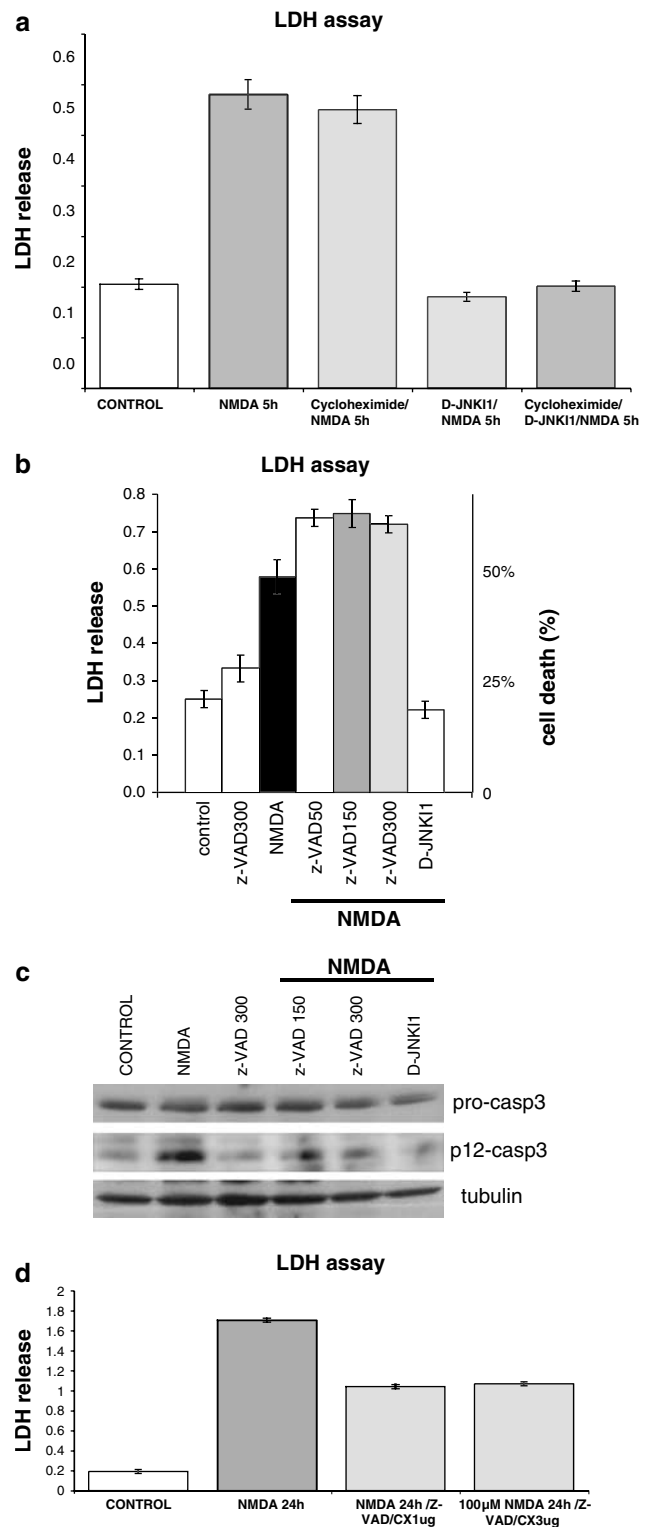 a
LDH assay
LDH release
0.6
0.5
0.4
0.3
0.2
0.1
0.0
CONTROL
NMDA 5h
Cycloheximide/
NMDA 5h
D-JNKI1/
NMDA 5h
Cycloheximide/
D-JNKI1/NMDA 5h
b
LDH assay
LDH release
0.8
0.7
0.6
0.5
0.4
0.3
0.2
0.1
0.0
50%
25%
0
cell death (%)
control
z-VAD300
NMDA
z-VAD50
z-VAD150
z-VAD300
D-JNKI1
NMDA
c
NMDA
CONTROL
NMDA
z-VAD 300
z-VAD 150
z-VAD 300
D-JNKI1
pro-casp3
p12-casp3
tubulin
d
LDH assay
LDH release
2
1.8
1.6
1.4
1.2
1
0.8
0.6
0.4
0.2
0
CONTROL
NMDA 24h
NMDA 24h /Z-
VAD/CX1ug
100µM NMDA 24h /Z-
VAD/CX3ug